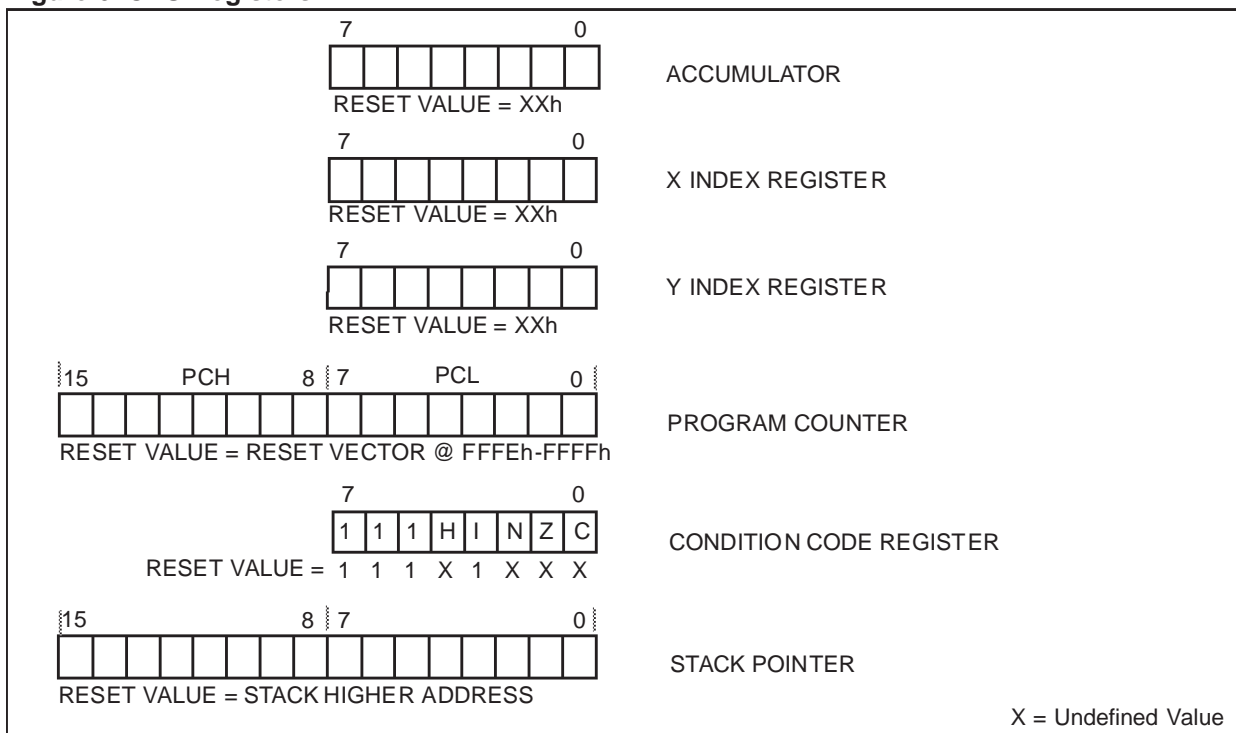 7 0
ACCUMULATOR
RESET VALUE = XXh
7 0
X INDEX REGISTER
RESET VALUE = XXh
7 0
Y INDEX REGISTER
RESET VALUE = XXh
15 PCH 8 7 PCL 0
PROGRAM COUNTER
RESET VALUE = RESET VECTOR @ FFFEh-FFFFh
7 0
1 1 1 H I N Z C
CONDITION CODE REGISTER
RESET VALUE = 1 1 1 X 1 X X X
15 8 7 0
STACK POINTER
RESET VALUE = STACK HIGHER ADDRESS
X = Undefined Value